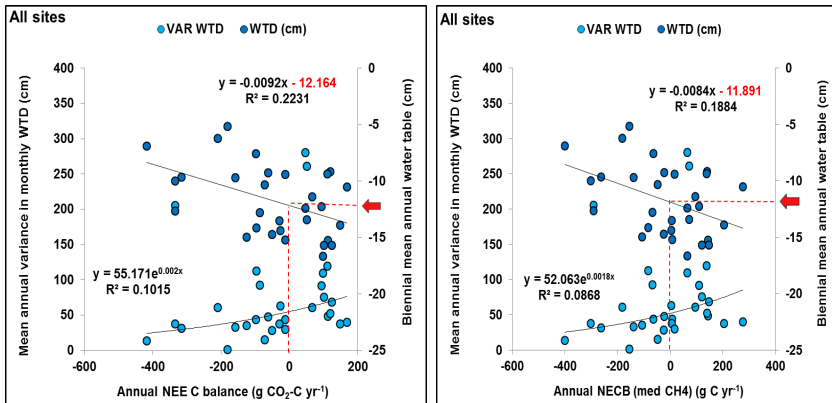 All sites
VAR WTD
WTD (cm)
y = -0.0092x - 12.164
R² = 0.2231
y = 55.171e^0.002x
R² = 0.1015
Mean annual variance in monthly WTD (cm)
400
350
300
250
200
150
100
50
0
Biennial mean annual water table (cm)
0
-5
-10
-15
-20
-25
-600
-400
-200
0
200
Annual NEE C balance (g CO₂-C yr⁻¹)
All sites
VAR WTD
WTD (cm)
y = -0.0084x - 11.891
R² = 0.1884
y = 52.063e^0.0018x
R² = 0.0868
Mean annual variance in monthly WTD (cm)
400
350
300
250
200
150
100
50
0
Biennial mean annual water table (cm)
0
-5
-10
-15
-20
-25
-600
-400
-200
0
200
400
Annual NECB (med CH4) (g C yr⁻¹)